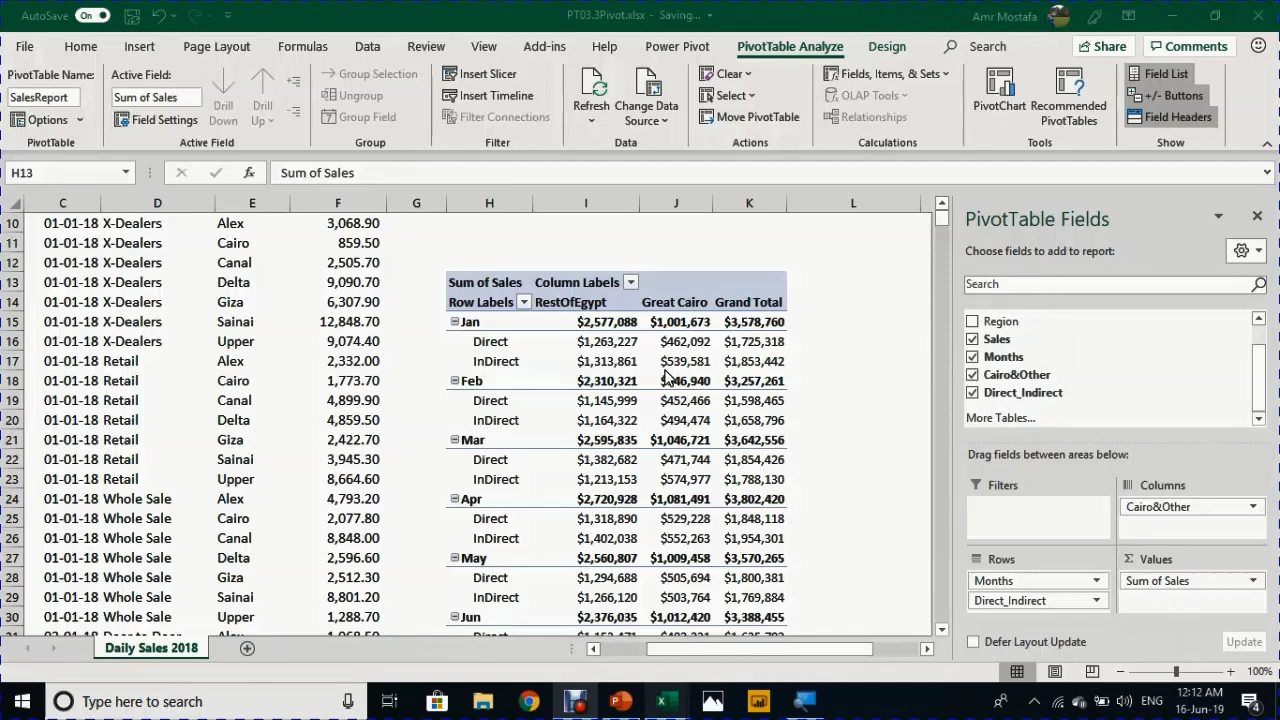 AutoSave On PT03.3Pivot.xlsx - Saving... Amr Mostafa
File Home Insert Page Layout Formulas Data Review View Add-ins Help Power Pivot PivotTable Analyze Design Search Share Comments
PivotTable Name: Active Field: Group Selection Insert Slicer Clear Fields, Items, & Sets Field List
SalesReport Sum of Sales Drill Down Drill Up Ungroup Insert Timeline Refresh Change Data Source Select OLAP Tools PivotChart Recommended PivotTables +/- Buttons
Options Field Settings Group Field Filter Connections Move PivotTable Relationships Field Headers
PivotTable Active Field Group Filter Data Actions Calculations Tools Show
H13 fx Sum of Sales
C D E F G H I J K L
10 01-01-18 X-Dealers Alex 3,068.90
11 01-01-18 X-Dealers Cairo 859.50
12 01-01-18 X-Dealers Canal 2,505.70
13 01-01-18 X-Dealers Delta 9,090.70 Sum of Sales Column Labels
14 01-01-18 X-Dealers Giza 6,307.90 Row Labels RestOfEgypt Great Cairo Grand Total
15 01-01-18 X-Dealers Sainai 12,848.70 Jan $2,577,088 $1,001,673 $3,578,760
16 01-01-18 X-Dealers Upper 9,074.40 Direct $1,263,227 $462,092 $1,725,318
17 01-01-18 Retail Alex 2,332.00 InDirect $1,313,861 $539,581 $1,853,442
18 01-01-18 Retail Cairo 1,773.70 Feb $2,310,321 $3,257,261
19 01-01-18 Retail Canal 4,899.90 Direct $1,145,999 $452,466 $1,598,465
20 01-01-18 Retail Delta 4,859.50 InDirect $1,164,322 $494,474 $1,658,796
21 01-01-18 Retail Giza 2,422.70 Mar $2,595,835 $1,046,721 $3,642,556
22 01-01-18 Retail Sainai 3,945.30 Direct $1,382,682 $471,744 $1,854,426
23 01-01-18 Retail Upper 8,664.60 InDirect $1,213,153 $574,977 $1,788,130
24 01-01-18 Whole Sale Alex 4,793.20 Apr $2,720,928 $1,081,491 $3,802,420
25 01-01-18 Whole Sale Cairo 2,077.80 Direct $1,318,890 $529,228 $1,848,118
26 01-01-18 Whole Sale Canal 8,848.00 InDirect $1,402,038 $552,263 $1,954,301
27 01-01-18 Whole Sale Delta 2,596.60 May $2,560,807 $1,009,458 $3,570,265
28 01-01-18 Whole Sale Giza 2,512.30 Direct $1,294,688 $505,694 $1,800,381
29 01-01-18 Whole Sale Sainai 8,801.20 InDirect $1,266,120 $503,764 $1,769,884
30 01-01-18 Whole Sale Upper 1,288.70 Jun $2,376,035 $1,012,420 $3,388,455
Daily Sales 2018
PivotTable Fields
Choose fields to add to report:
Search
Region
Sales
Months
Cairo&Other
Direct_Indirect
More Tables...
Drag fields between areas below:
Filters Columns
Cairo&Other
Rows Σ Values
Months Sum of Sales
Direct_Indirect
Defer Layout Update Update
100%
Type here to search ENG 12:12 AM
16-Jun-19 4